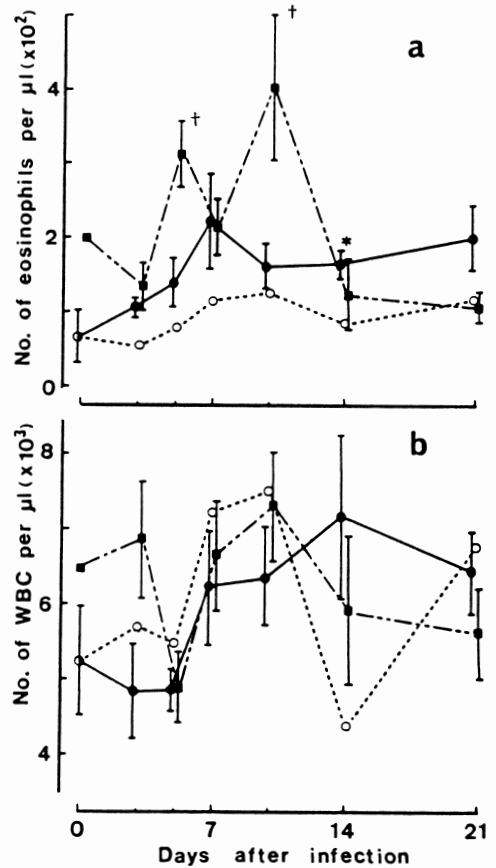 †
a
4
†
*
2
0
No. of eosinophils per µl (x10²)
b
8
6
4
No. of WBC per µl (x10³)
0 7 14 21
Days after infection